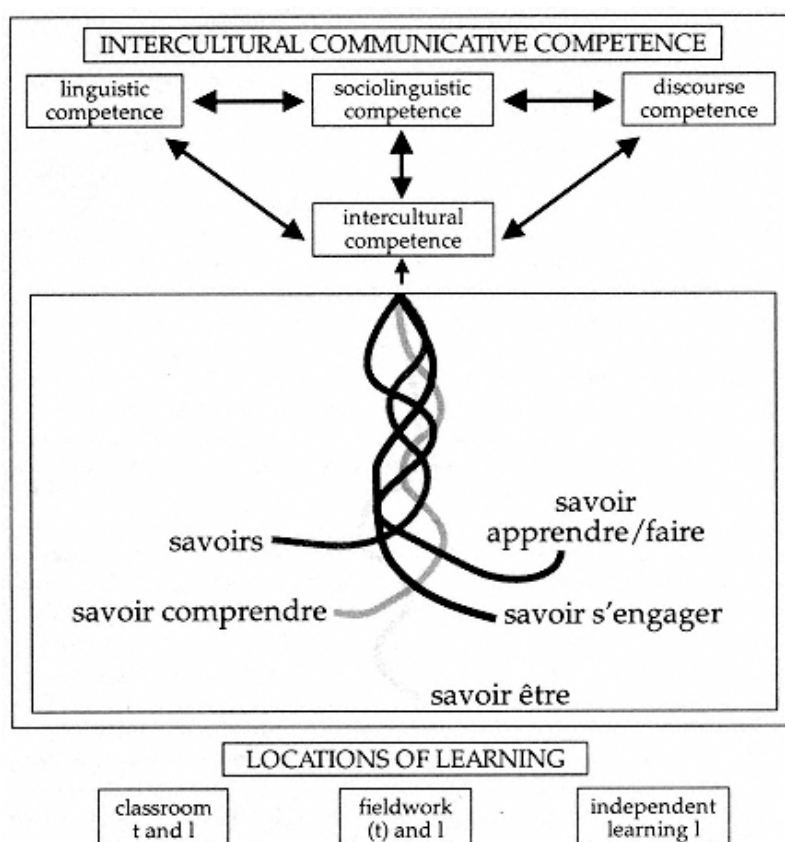 INTERCULTURAL COMMUNICATIVE COMPETENCE
linguistic
competence
sociolinguistic
competence
discourse
competence
intercultural
competence
savoirs
savoir
apprendre/faire
savoir comprendre
savoir s'engager
savoir être
LOCATIONS OF LEARNING
classroom
t and l
fieldwork
(t) and l
independent
learning l